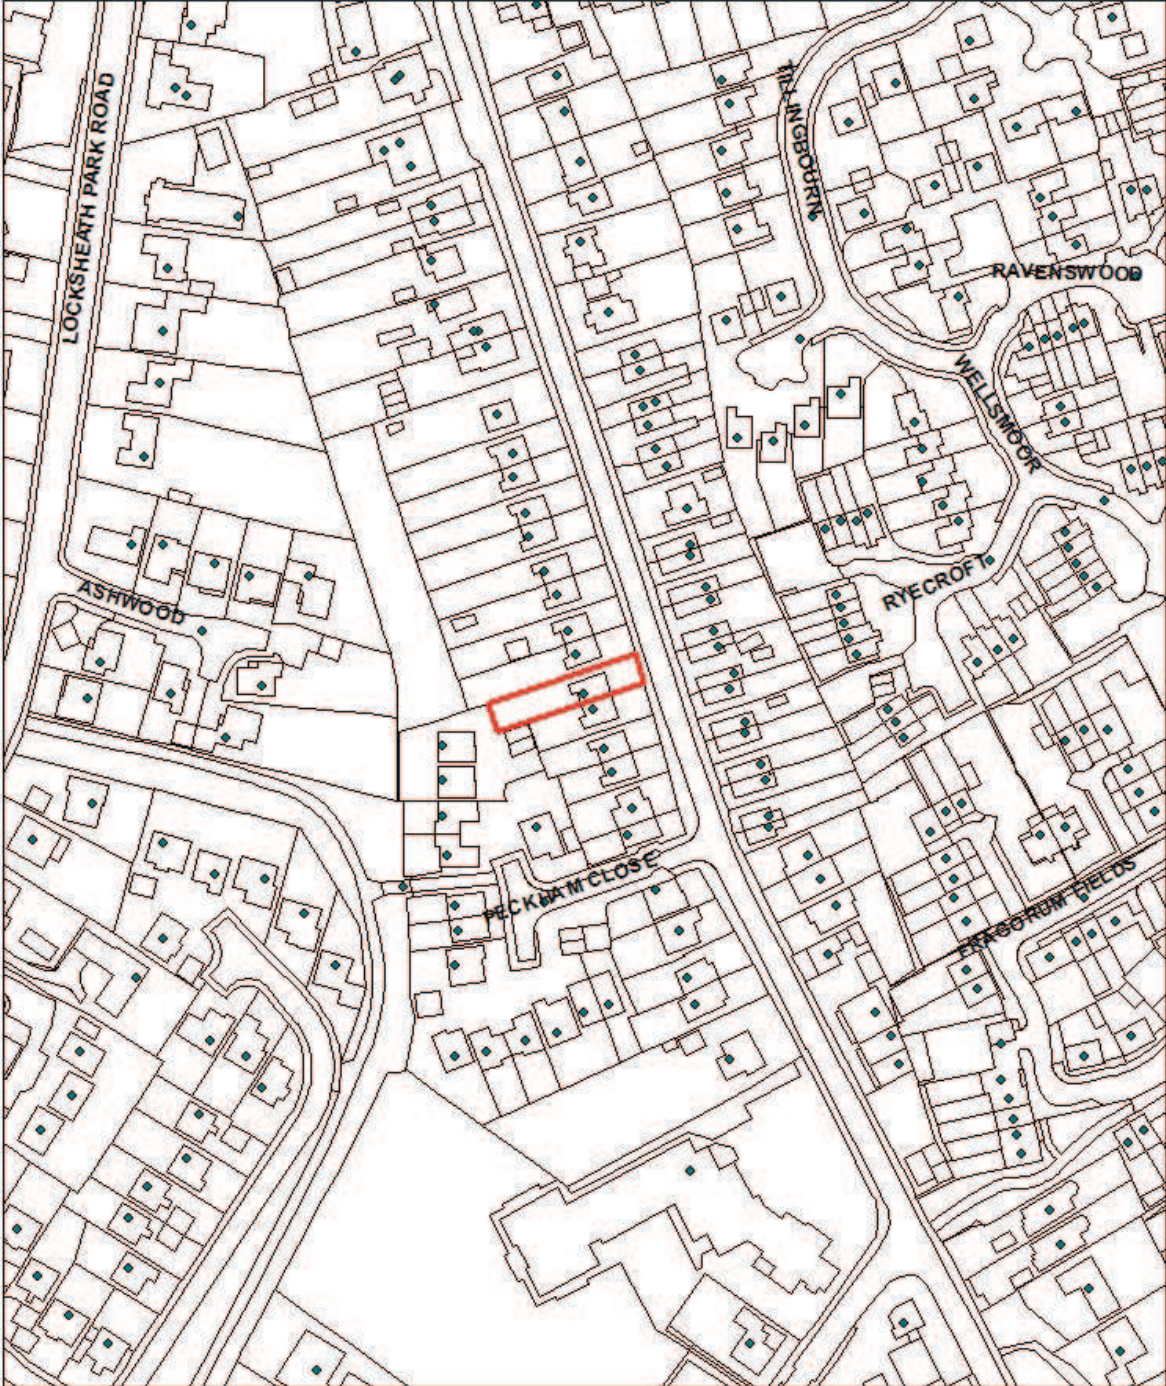 LOCKSHEATH PARK ROAD
TILLINGBOURN
RAVENSWOOD
WELLSMOOR
RYECROFT
ASHWOOD
PECKHAM CLOSE
FRAGORUM FIELDS